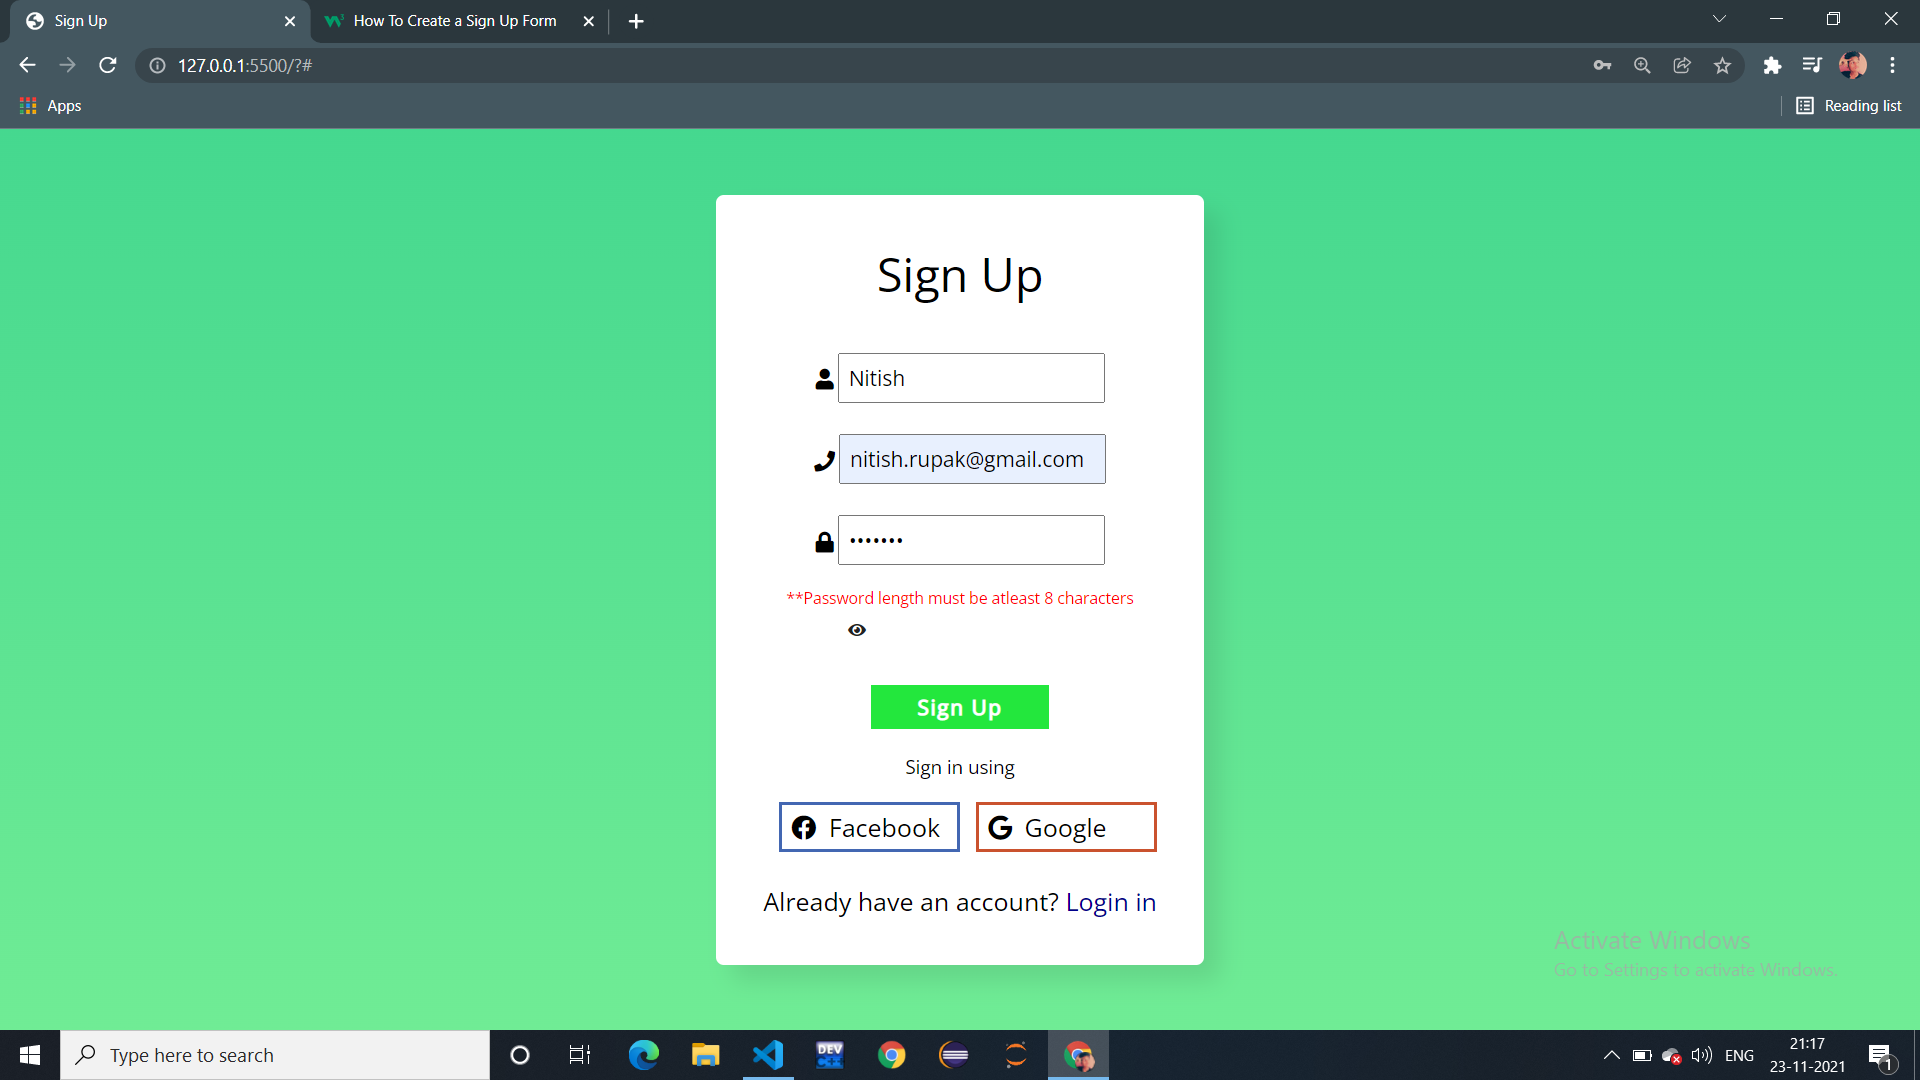 Sign Up
How To Create a Sign Up Form
127.0.0.1:5500/?#
Apps
Reading list
Sign Up
Nitish
nitish.rupak@gmail.com
•••••••
**Password length must be atleast 8 characters
Sign Up
Sign in using
Facebook
Google
Already have an account? Login in
Activate Windows
Go to Settings to activate Windows.
Type here to search
DEV
ENG
21:17
23-11-2021
1